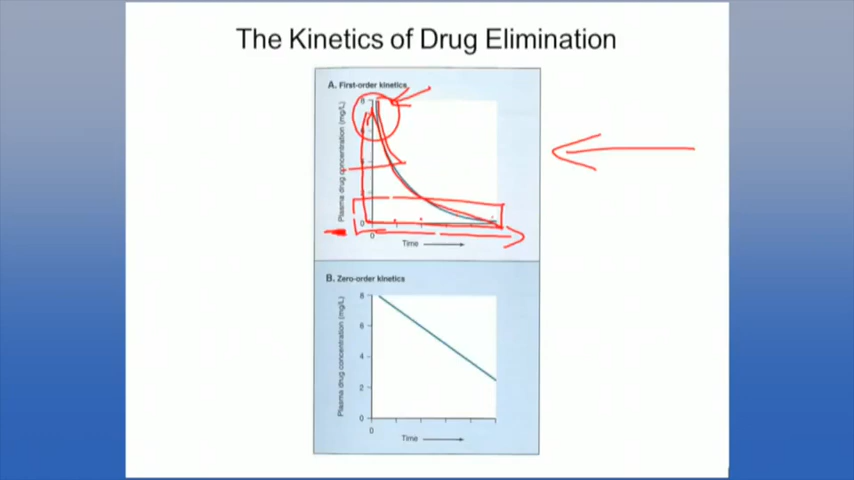 The Kinetics of Drug Elimination
A. First-order kinetics
Plasma drug concentration (mg/L)
8
0
0
Time
B. Zero-order kinetics
Plasma drug concentration (mg/L)
8
6
4
2
0
0
Time